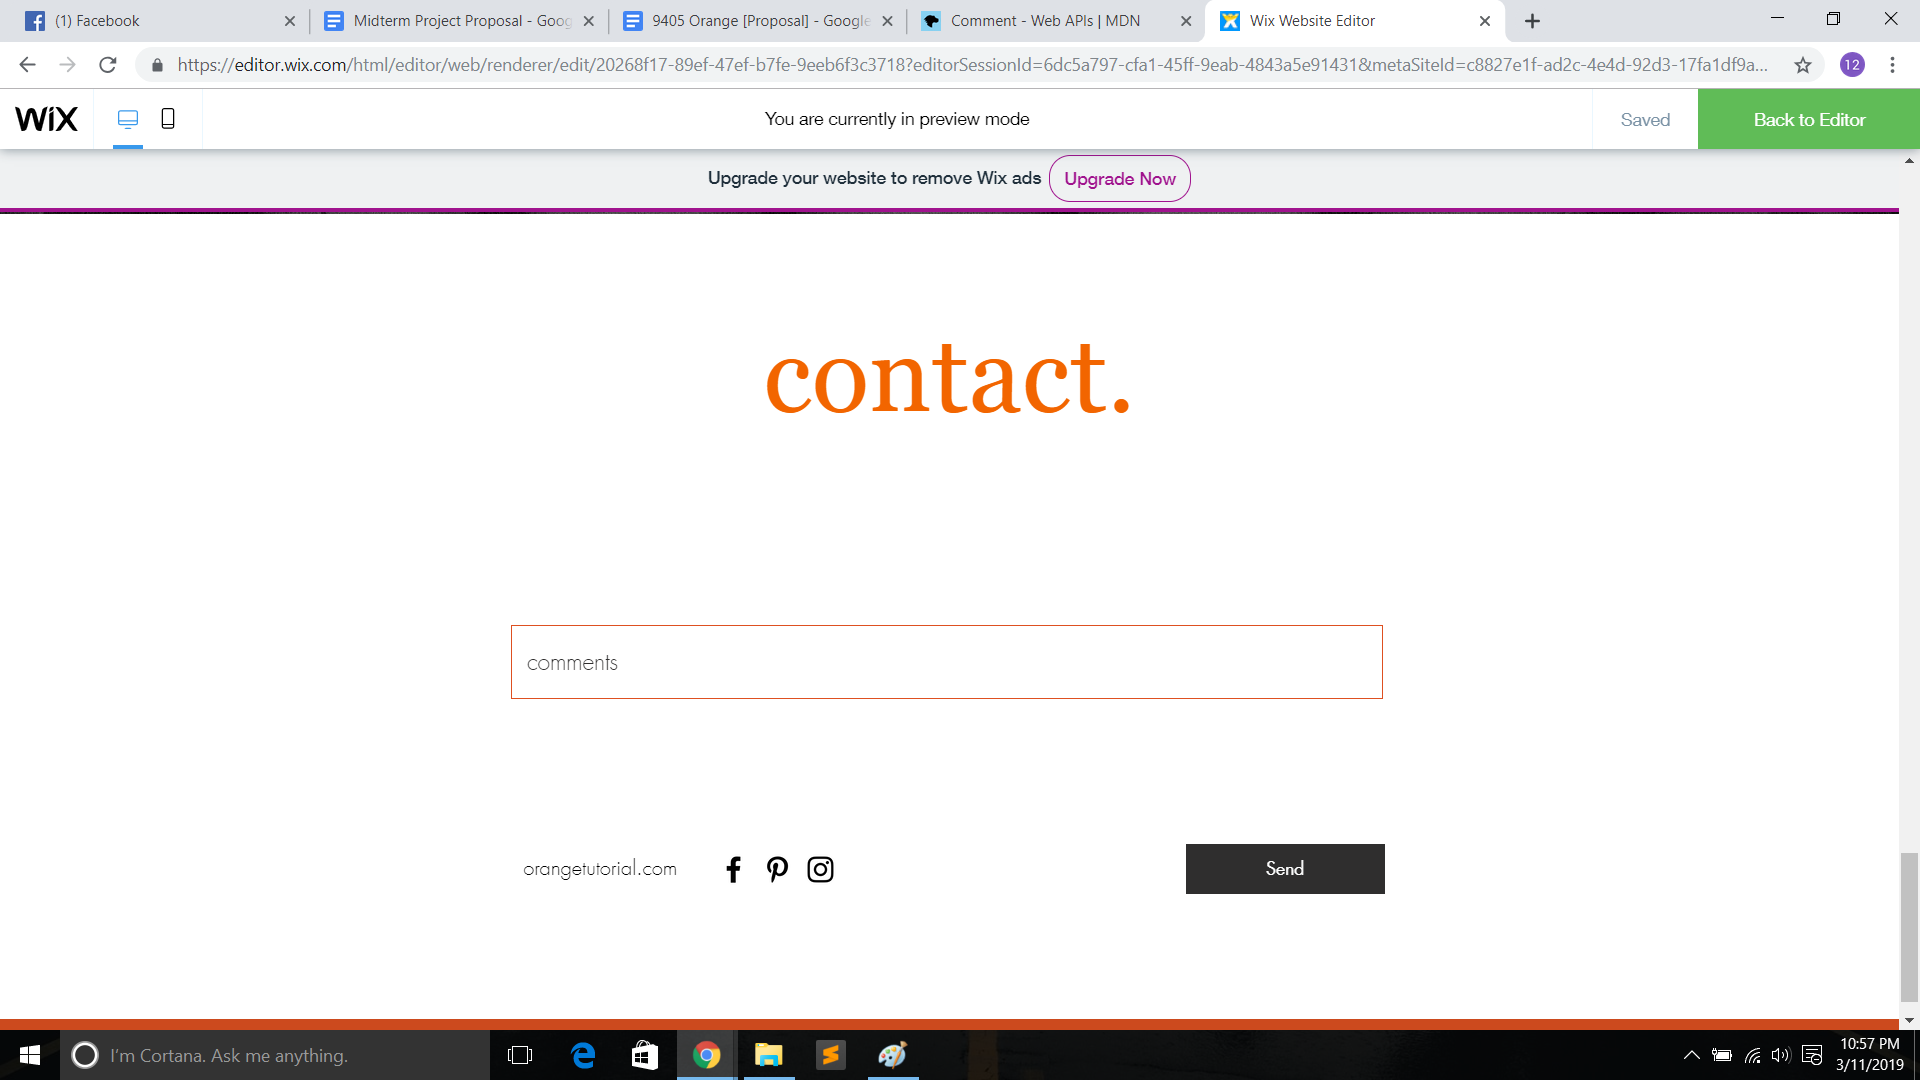 (1) Facebook
Midterm Project Proposal - Goog
9405 Orange [Proposal] - Google
Comment - Web APIs | MDN
Wix Website Editor
https://editor.wix.com/html/editor/web/renderer/edit/20268f17-89ef-47ef-b7fe-9eeb6f3c3718?editorSessionId=6dc5a797-cfa1-45ff-9eab-4843a5e91431&metaSiteId=c8827e1f-ad2c-4e4d-92d3-17fa1df9a...
12
WiX
You are currently in preview mode
Saved
Back to Editor
Upgrade your website to remove Wix ads
Upgrade Now
contact.
comments
orangetutorial.com
Send
I'm Cortana. Ask me anything.
10:57 PM
3/11/2019